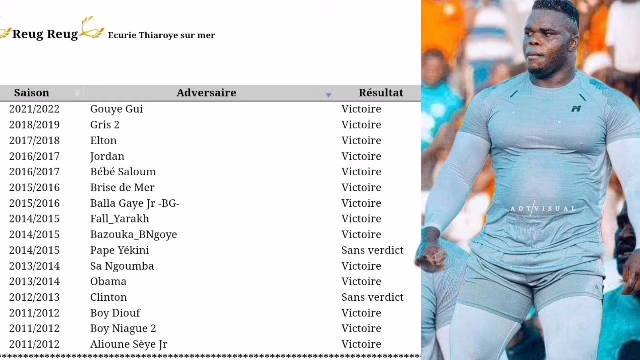 Reug Reug Ecurie Thiaroye sur mer
Saison Adversaire Résultat
2021/2022 Gouye Gui Victoire
2018/2019 Gris 2 Victoire
2017/2018 Elton Victoire
2016/2017 Jordan Victoire
2016/2017 Bébé Saloum Victoire
2015/2016 Brise de Mer Victoire
2015/2016 Balla Gaye Jr -BG- Victoire
2014/2015 Fall_Yarakh Victoire
2014/2015 Bazouka_BNgoye Victoire
2014/2015 Pape Yékini Sans verdict
2013/2014 Sa Ngoumba Victoire
2013/2014 Obama Victoire
2012/2013 Clinton Sans verdict
2011/2012 Boy Diouf Victoire
2011/2012 Boy Niague 2 Victoire
2011/2012 Alioune Sèye Jr Victoire
ADTVISUAL